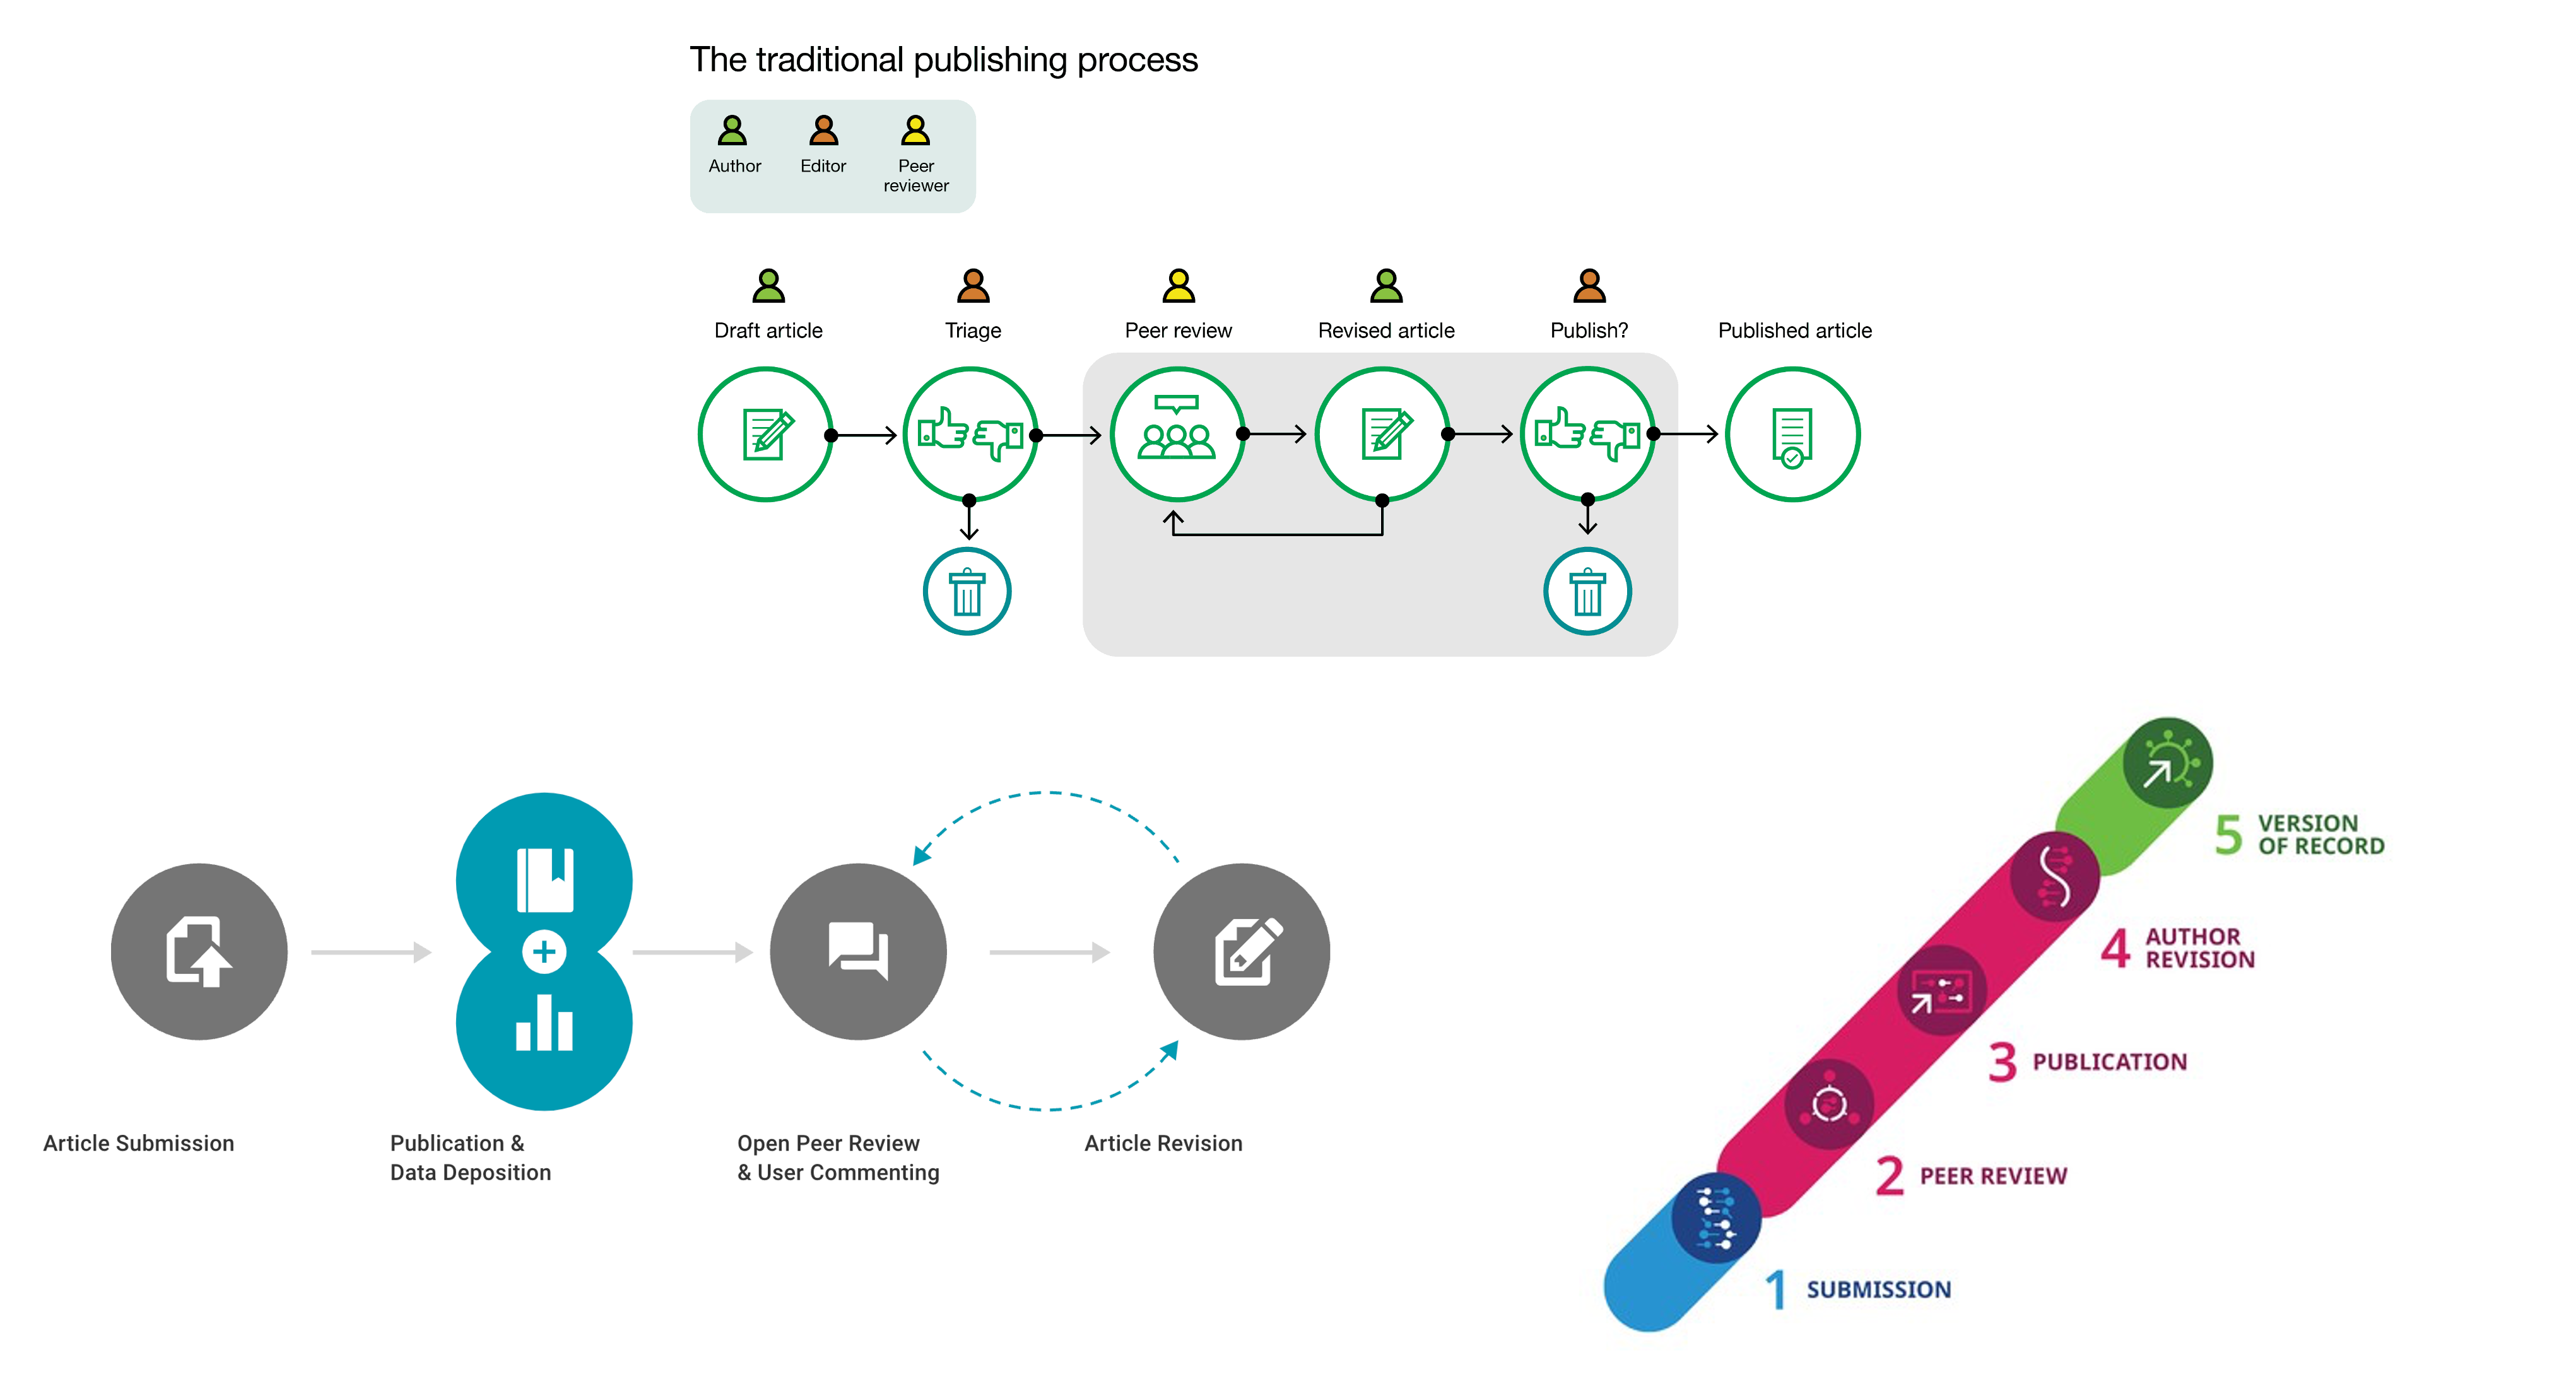 The traditional publishing process
Author
Editor
Peer
reviewer
Draft article
Triage
Peer review
Revised article
Publish?
Published article
Article Submission
Publication &
Data Deposition
Open Peer Review
& User Commenting
Article Revision
5 VERSION
OF RECORD
4 AUTHOR
REVISION
3 PUBLICATION
2 PEER REVIEW
1 SUBMISSION